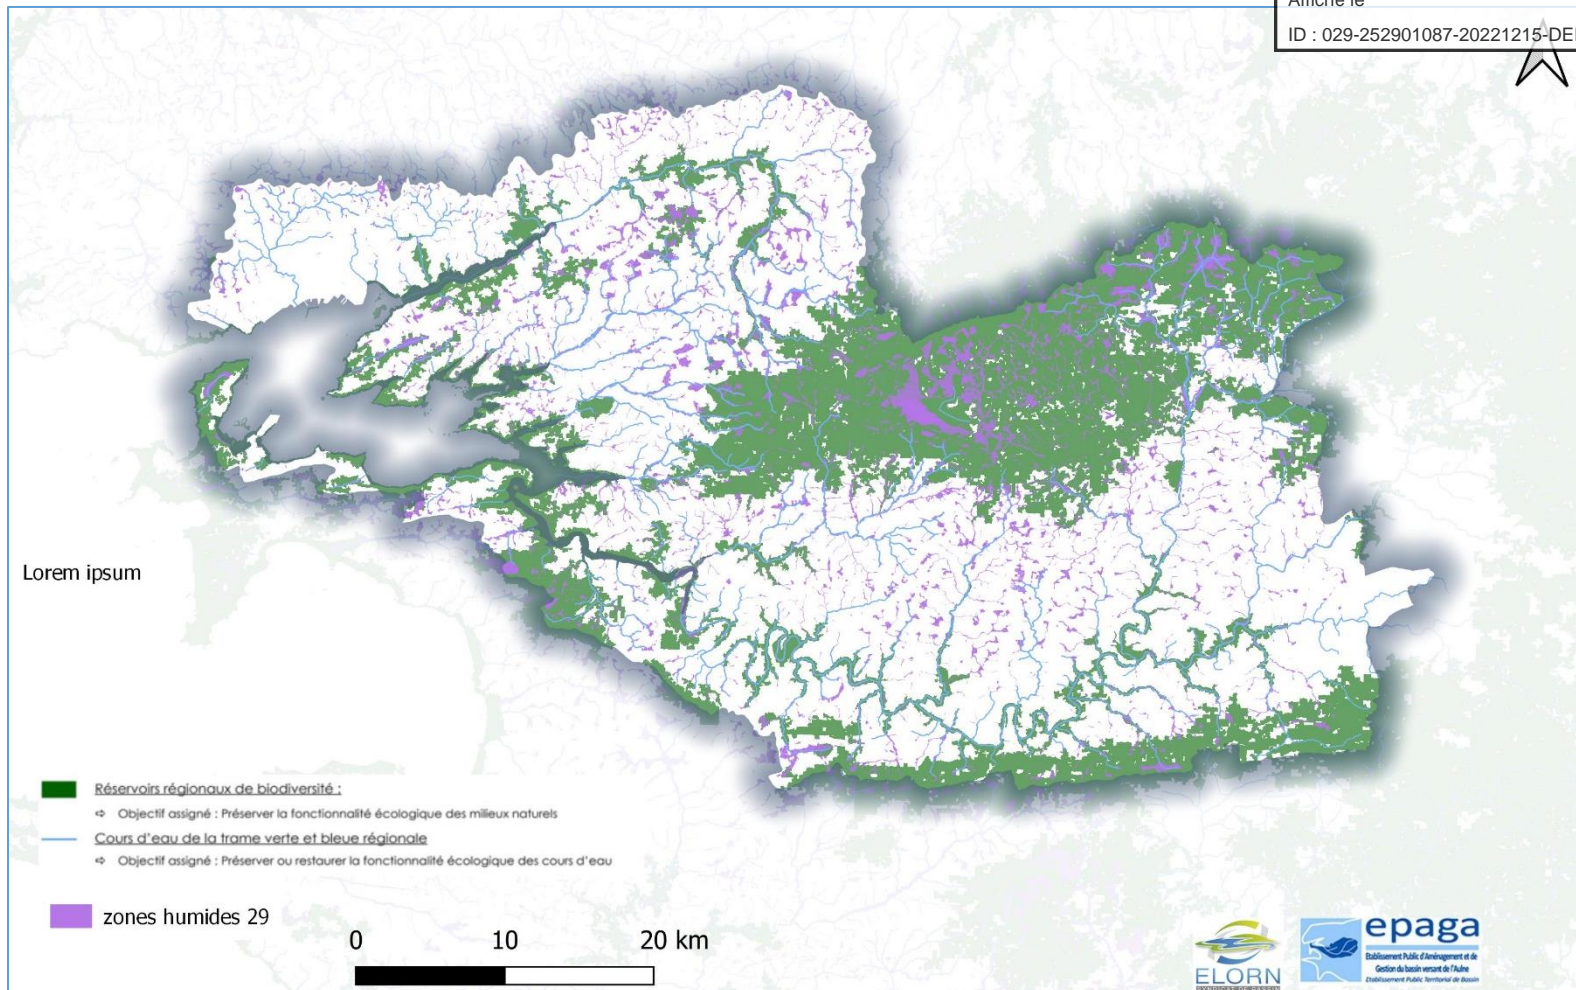 Affiché le
ID : 029-252901087-20221215-DE
Lorem ipsum
Réservoirs régionaux de biodiversité :
⇨ Objectif assigné : Préserver la fonctionnalité écologique des milieux naturels
Cours d'eau de la trame verte et bleue régionale
⇨ Objectif assigné : Préserver ou restaurer la fonctionnalité écologique des cours d'eau
zones humides 29
0 10 20 km
ELORN
SYNDICAT DE BASSIN
epaga
Etablissement Public d'Aménagement et de
Gestion du bassin versant de l'Aulne
Etablissement Public Territorial de Bassin